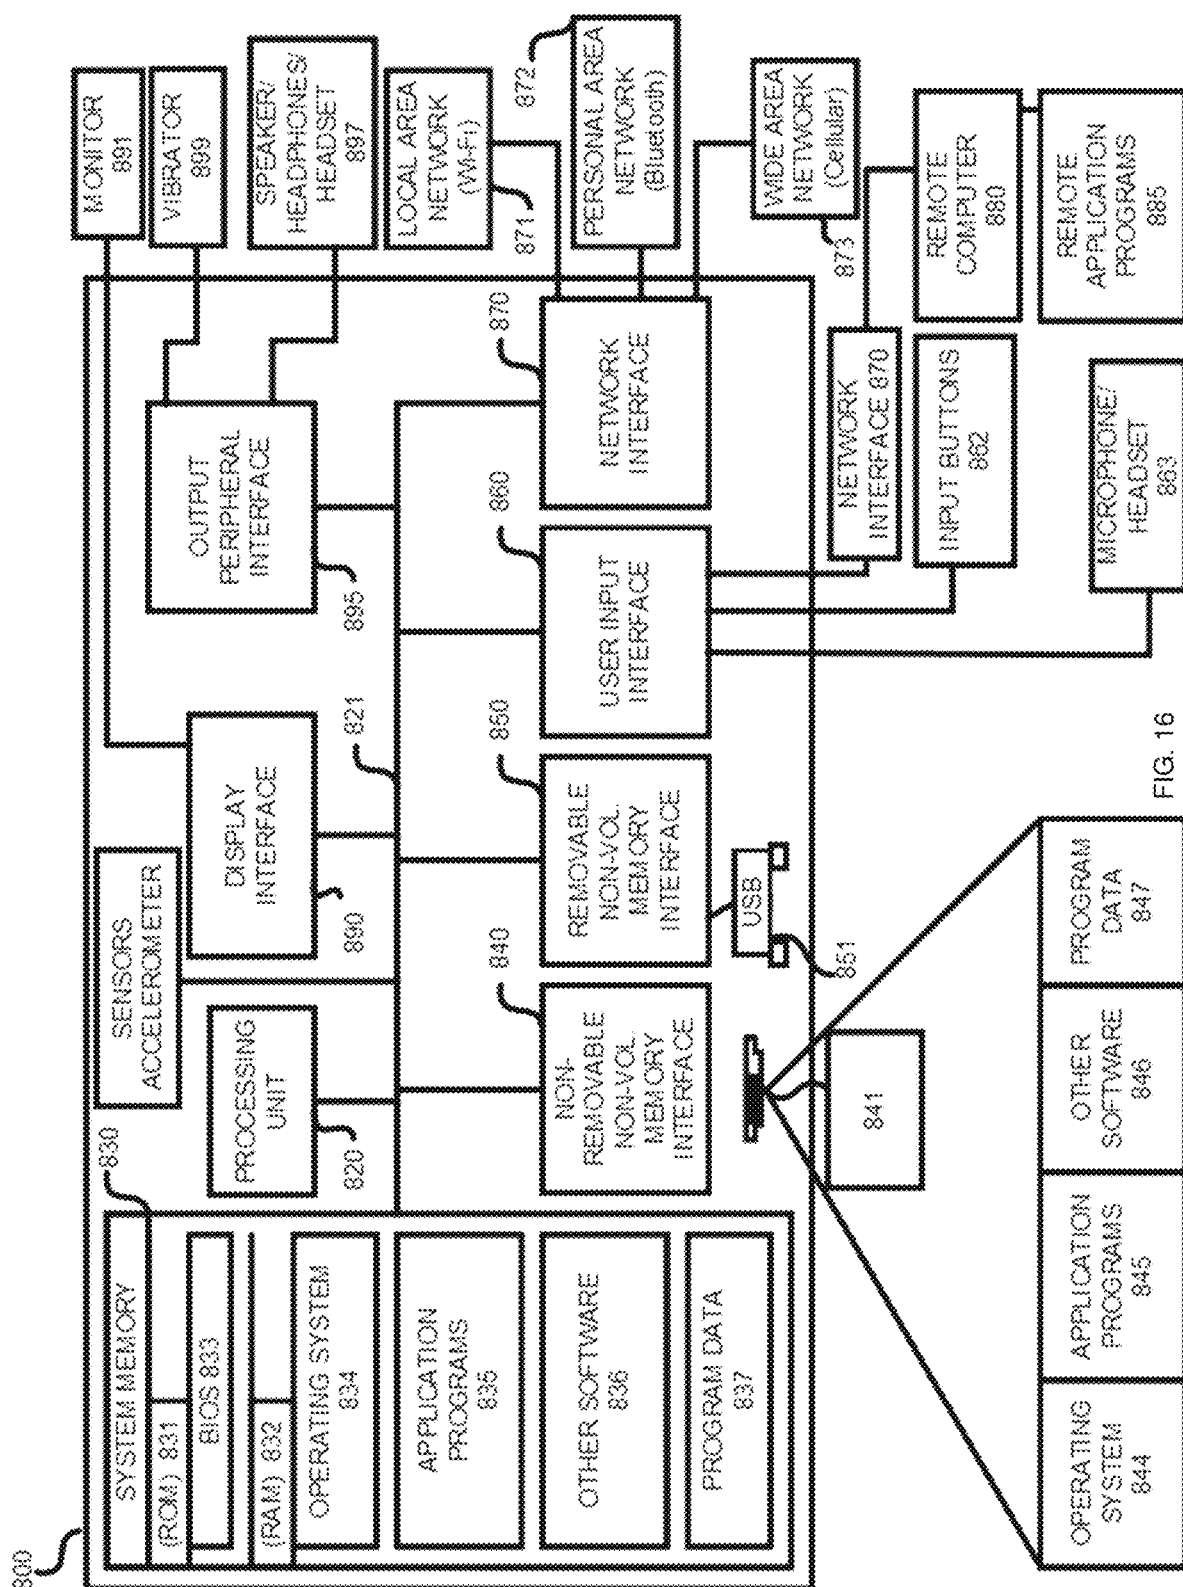 800
SYSTEM MEMORY
830
(ROM) 831
BIOS 833
(RAM) 832
OPERATING SYSTEM
834
APPLICATION
PROGRAMS
835
OTHER SOFTWARE
836
PROGRAM DATA
837
PROCESSING
UNIT
820
SENSORS
ACCELEROMETER
DISPLAY
INTERFACE
890
821
OUTPUT
PERIPHERAL
INTERFACE
895
MONITOR
891
VIBRATOR
899
SPEAKER/
HEADPHONES/
HEADSET
897
LOCAL AREA
NETWORK
(Wi-Fi)
871
872
PERSONAL AREA
NETWORK
(Bluetooth)
WIDE AREA
NETWORK
(Cellular)
873
NON-
REMOVABLE
NON-VOL.
MEMORY
INTERFACE
840
REMOVABLE
NON-VOL.
MEMORY
INTERFACE
850
USER INPUT
INTERFACE
860
NETWORK
INTERFACE
870
USB
851
841
NETWORK
INTERFACE 870
REMOTE
COMPUTER
880
REMOTE
APPLICATION
PROGRAMS
885
INPUT BUTTONS
862
MICROPHONE/
HEADSET
863
OPERATING
SYSTEM
844
APPLICATION
PROGRAMS
845
OTHER
SOFTWARE
846
PROGRAM
DATA
847
FIG. 16